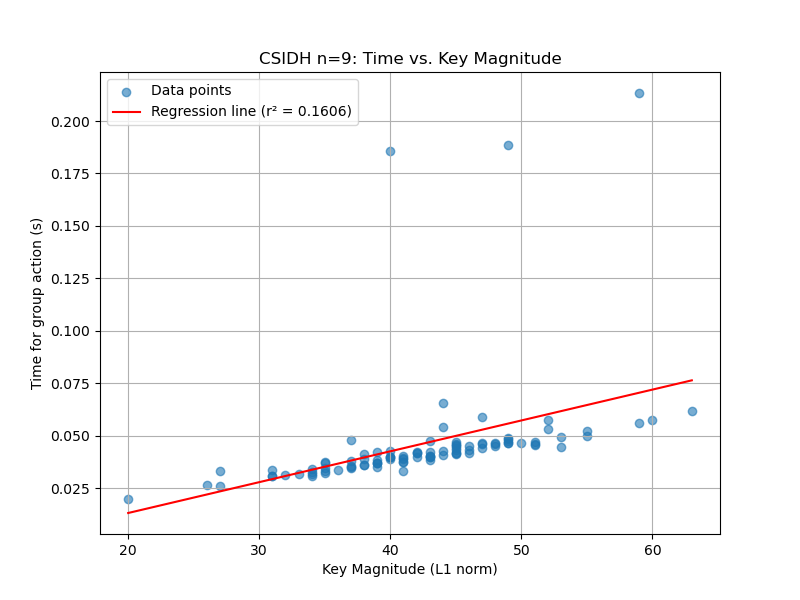 CSIDH n=9: Time vs. Key Magnitude
Data points
Regression line (r² = 0.1606)
0.200
0.175
0.150
0.125
0.100
0.075
0.050
0.025
Time for group action (s)
20 30 40 50 60
Key Magnitude (L1 norm)